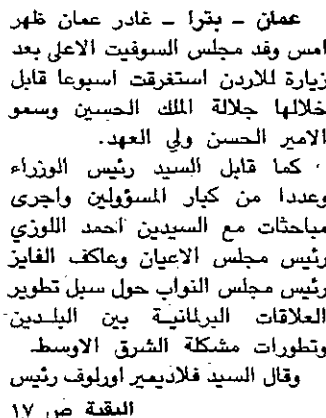 عمان - بترا - غادر عمان ظهر
امس وفد مجلس السوفيت الاعلى بعد
زيارة للاردن استغرقت اسبوعا قابل
خلالها جلالة الملك الحسين وسمو
الامير الحسن ولي العهد.
كما قابل السيد رئيس الوزراء
وعددا من كبار المسؤولين واجرى
مباحثات مع السيدين احمد اللوزي
رئيس مجلس الاعيان وعاكف الفايز
رئيس مجلس النواب حول سبل تطوير
العلاقات البرلمانية بين البلدين
وتطورات مشكلة الشرق الاوسط.
وقال السيد فلاديمير اورلوف رئيس
البقية ص ١٧